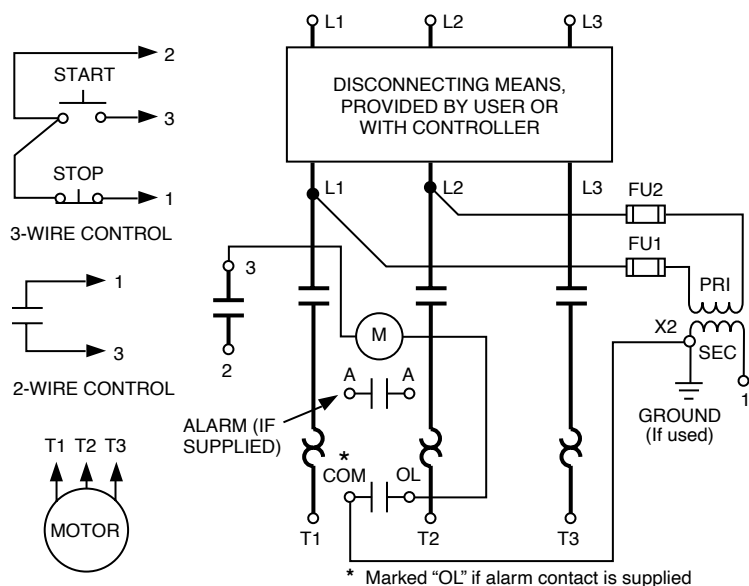 L1
L2
L3
DISCONNECTING MEANS,
PROVIDED BY USER OR
WITH CONTROLLER
2
START
3
STOP
1
3-WIRE CONTROL
L1
L2
L3
FU2
FU1
PRI
X2
SEC
1
GROUND
(If used)
1
3
2-WIRE CONTROL
3
2
M
A
A
ALARM (IF
SUPPLIED)
*
COM
OL
T1
T2
T3
MOTOR
T1
T2
T3
* Marked “OL” if alarm contact is supplied